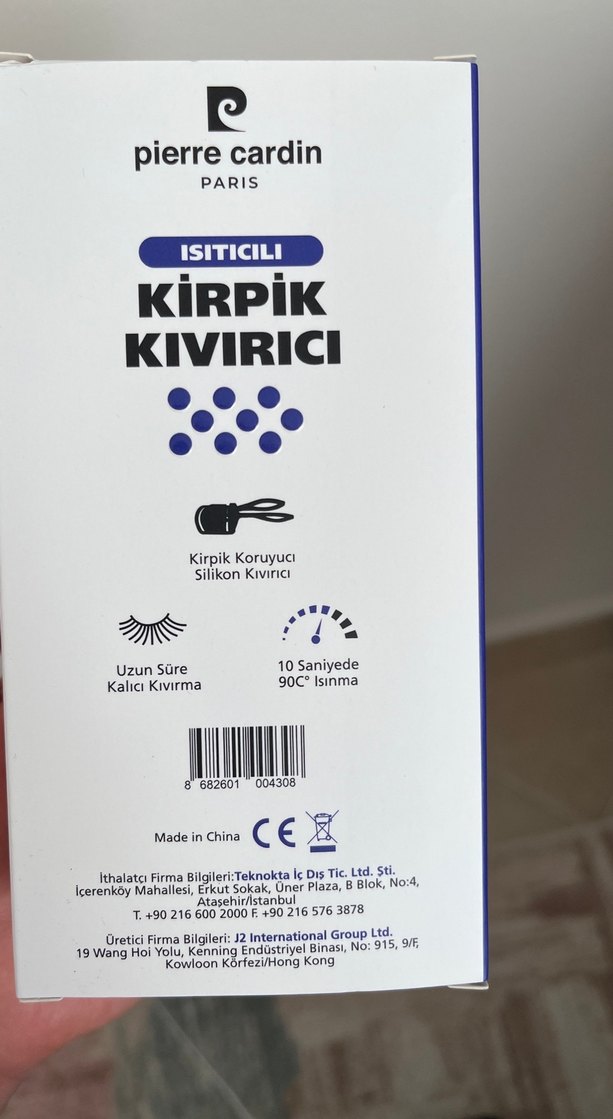 pierre cardin
PARIS
ISITICILI
KİRPİK
KIVIRICI
Kirpik Koruyucı
Silikon Kıvırıcı
Uzun Süre
Kalıcı Kıvırma
10 Saniyede
90C° Isınma
8 682601 004308
Made in China CE
İthalatçı Firma Bilgileri:Teknokta İç Dış Tic. Ltd. Şti.
İçerenköy Mahallesi, Erkut Sokak, Üner Plaza, B Blok, No:4,
Ataşehir/İstanbul
T. +90 216 600 2000 F. +90 216 576 3878
Üretici Firma Bilgileri: J2 International Group Ltd.
19 Wang Hoi Yolu, Kenning Endüstriyel Binası, No: 915, 9/F,
Kowloon Körfezi/Hong Kong